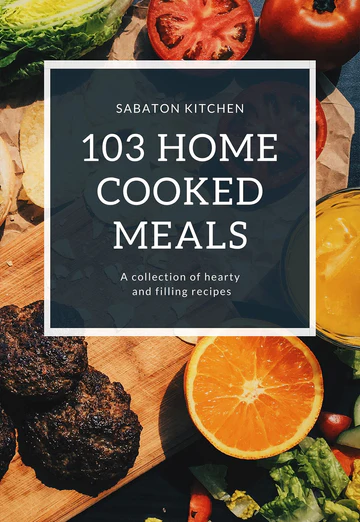 SABATON KITCHEN
103 HOME
COOKED
MEALS
A collection of hearty
and filling recipes